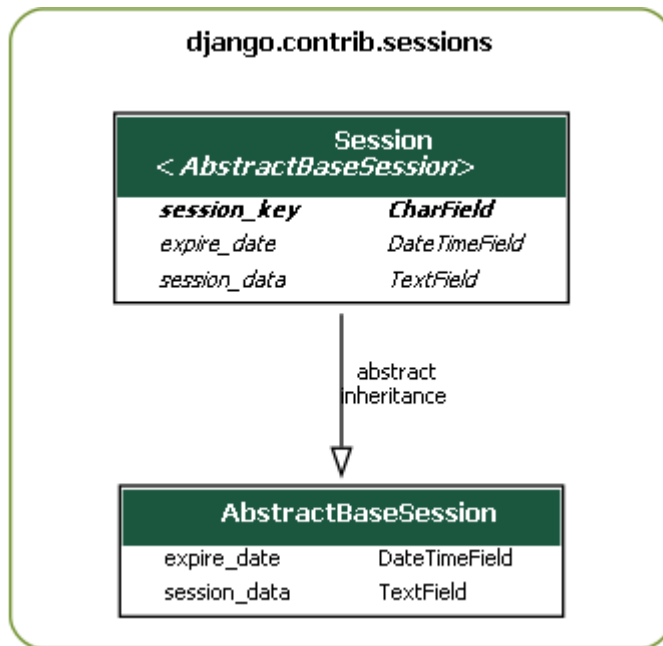 django.contrib.sessions
Session
<AbstractBaseSession>
session_key CharField
expire_date DateTimeField
session_data TextField
abstract
inheritance
AbstractBaseSession
expire_date DateTimeField
session_data TextField